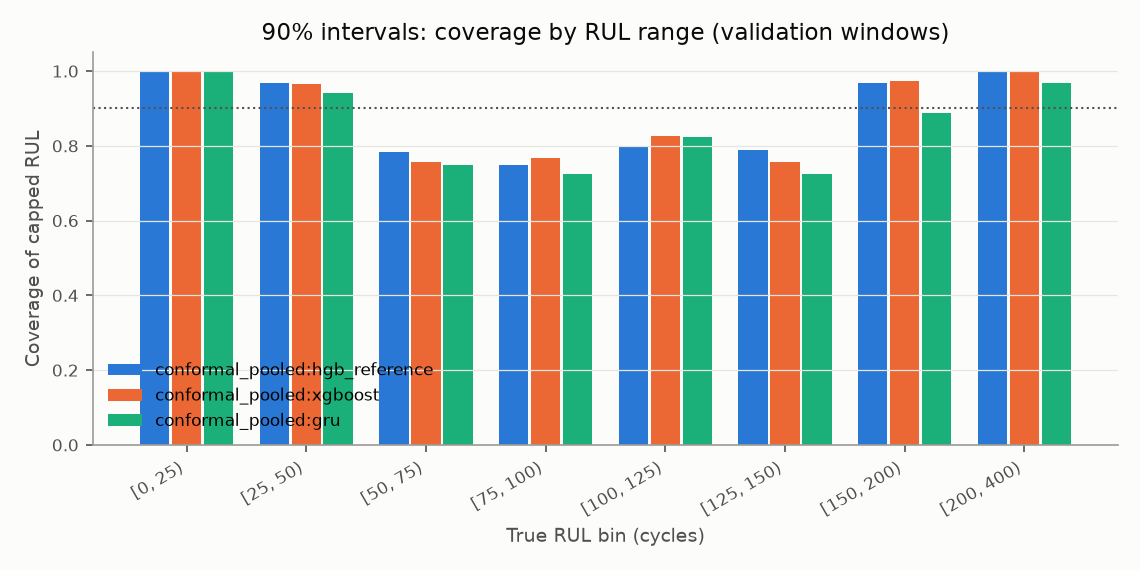 90% intervals: coverage by RUL range (validation windows)
Coverage of capped RUL
1.0
0.8
0.6
0.4
0.2
0.0
conformal_pooled:hgb_reference
conformal_pooled:xgboost
conformal_pooled:gru
[0, 25)
[25, 50)
[50, 75)
[75, 100)
[100, 125)
[125, 150)
[150, 200)
[200, 400)
True RUL bin (cycles)